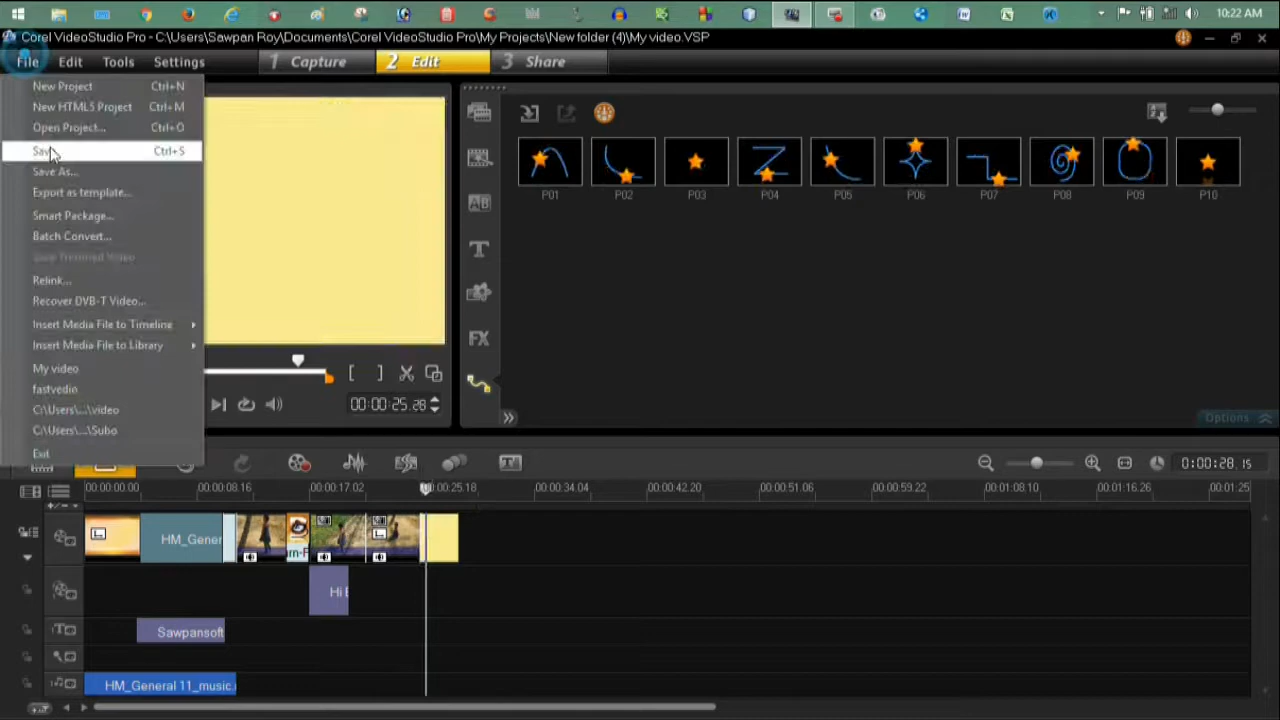 10:22 AM
Corel VideoStudio Pro - C:\Users\Sawpan Roy\Documents\Corel VideoStudio Pro\My Projects\New folder (4)\My video.VSP
File Edit Tools Settings 1 Capture 2 Edit 3 Share
New Project Ctrl+N
New HTML5 Project Ctrl+M
Open Project... Ctrl+O
Save Ctrl+S
Save As...
Export as template...
Smart Package...
Batch Convert...
Save Trimmed Video
Relink...
Recover DVB-T Video...
Insert Media File to Timeline
Insert Media File to Library
My video
fastvedio
C:\Users\...\video
C:\Users\...\Subo
Exit
P01 P02 P03 P04 P05 P06 P07 P08 P09 P10
AB
T
FX
[ ]
00:00:25.28
Options
0:00:28.15
00:00:00.00 00:00:08.16 00:00:17.02 00:00:25.18 00:00:34.04 00:00:42.20 00:00:51.06 00:00:59.22 00:01:08.10 00:01:16.26 00:01:25
HM_Gener
m-F
Hi
Sawpansoft
HM_General 11_music.